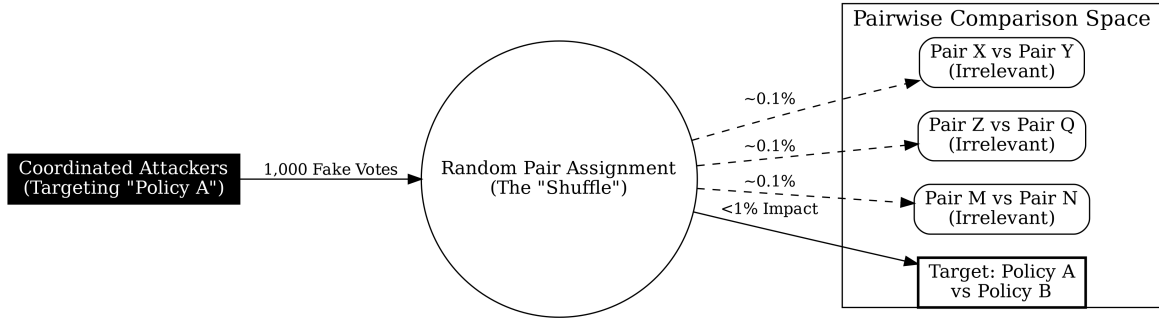 Pairwise Comparison Space
Coordinated Attackers
(Targeting "Policy A")
1,000 Fake Votes
Random Pair Assignment
(The "Shuffle")
~0.1%
~0.1%
~0.1%
<1% Impact
Pair X vs Pair Y
(Irrelevant)
Pair Z vs Pair Q
(Irrelevant)
Pair M vs Pair N
(Irrelevant)
Target: Policy A
vs Policy B